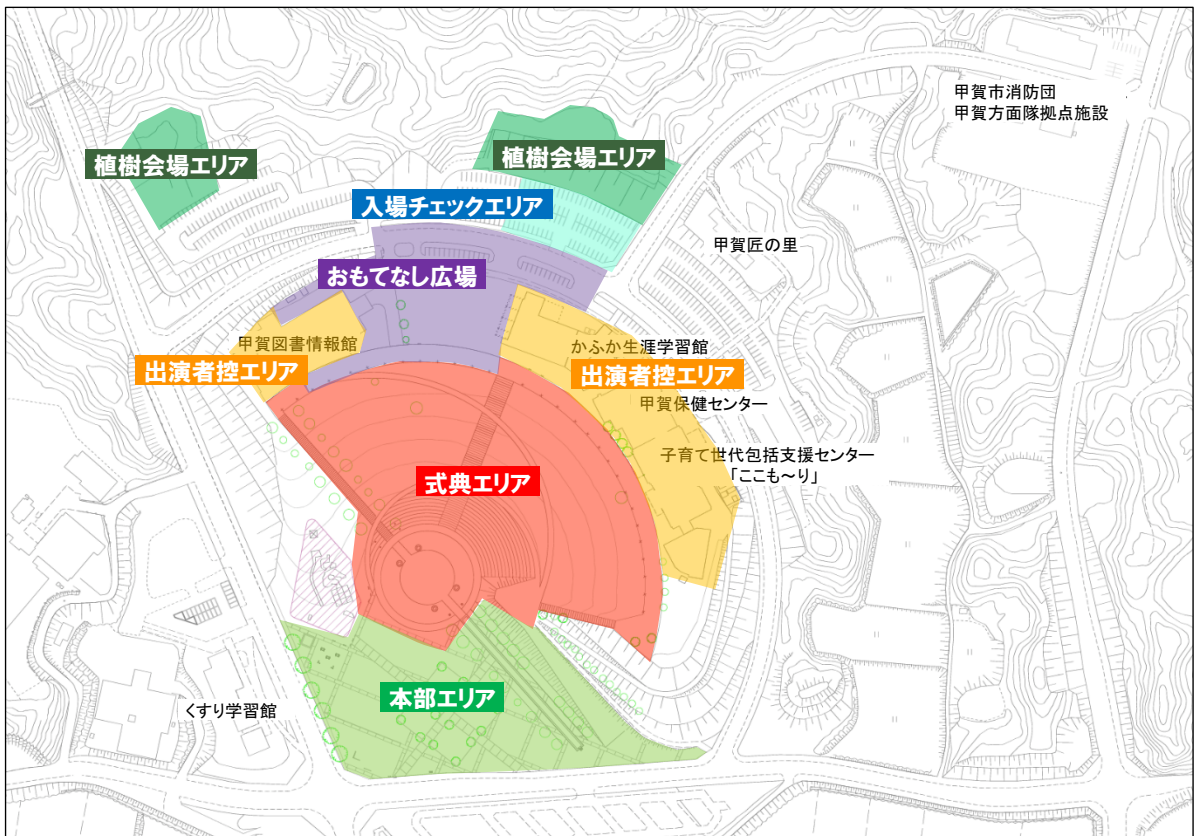 甲賀市消防団
甲賀方面隊拠点施設
植樹会場エリア
植樹会場エリア
入場チェックエリア
甲賀匠の里
おもてなし広場
甲賀図書情報館
かふか生涯学習館
出演者控エリア
出演者控エリア
甲賀保健センター
子育て世代包括支援センター
「ここも～り」
式典エリア
本部エリア
くすり学習館